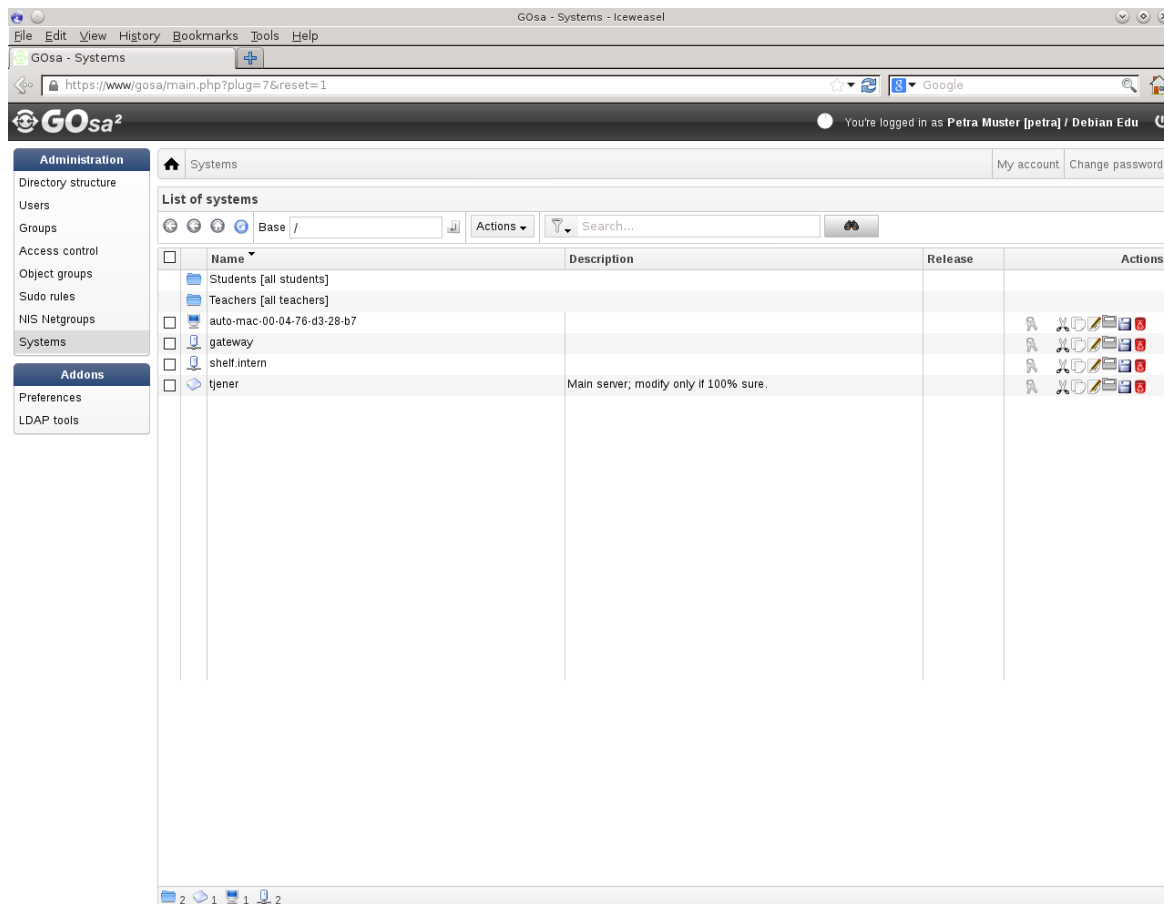 GOsa - Systems - Iceweasel
File Edit View History Bookmarks Tools Help
GOsa - Systems
https://www/gosa/main.php?plug=7&reset=1
8 Google
GOsa²
You're logged in as Petra Muster [petra] / Debian Edu
Administration
Directory structure
Users
Groups
Access control
Object groups
Sudo rules
NIS Netgroups
Systems
Addons
Preferences
LDAP tools
Systems My account Change password
List of systems
Base / Actions Search...
Name Description Release Actions
Students [all students]
Teachers [all teachers]
auto-mac-00-04-76-d3-28-b7
gateway
shelf.intern
tjener Main server; modify only if 100% sure.
2 1 1 2